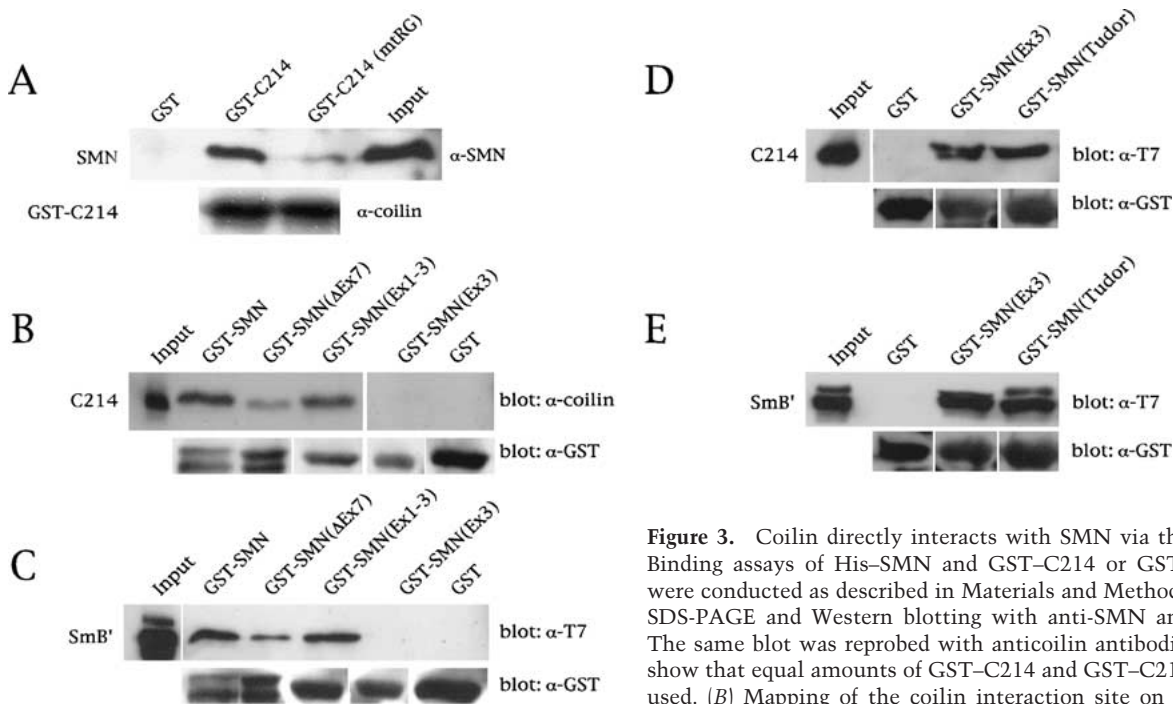 A
GST
GST-C214
GST-C214 (mtRG)
Input
SMN
α-SMN
GST-C214
α-coilin
B
Input
GST-SMN
GST-SMN(ΔEx7)
GST-SMN(Ex1-3)
GST-SMN(Ex3)
GST
C214
blot: α-coilin
blot: α-GST
C
Input
GST-SMN
GST-SMN(ΔEx7)
GST-SMN(Ex1-3)
GST-SMN(Ex3)
GST
SmB'
blot: α-T7
blot: α-GST
D
Input
GST
GST-SMN(Ex3)
GST-SMN(Tudor)
C214
blot: α-T7
blot: α-GST
E
Input
GST
GST-SMN(Ex3)
GST-SMN(Tudor)
SmB'
blot: α-T7
blot: α-GST
Figure 3. Coilin directly interacts with SMN via th
Binding assays of His–SMN and GST–C214 or GST
were conducted as described in Materials and Method
SDS-PAGE and Western blotting with anti-SMN an
The same blot was reprobed with anticoilin antibodi
show that equal amounts of GST–C214 and GST–C21
used. (B) Mapping of the coilin interaction site on